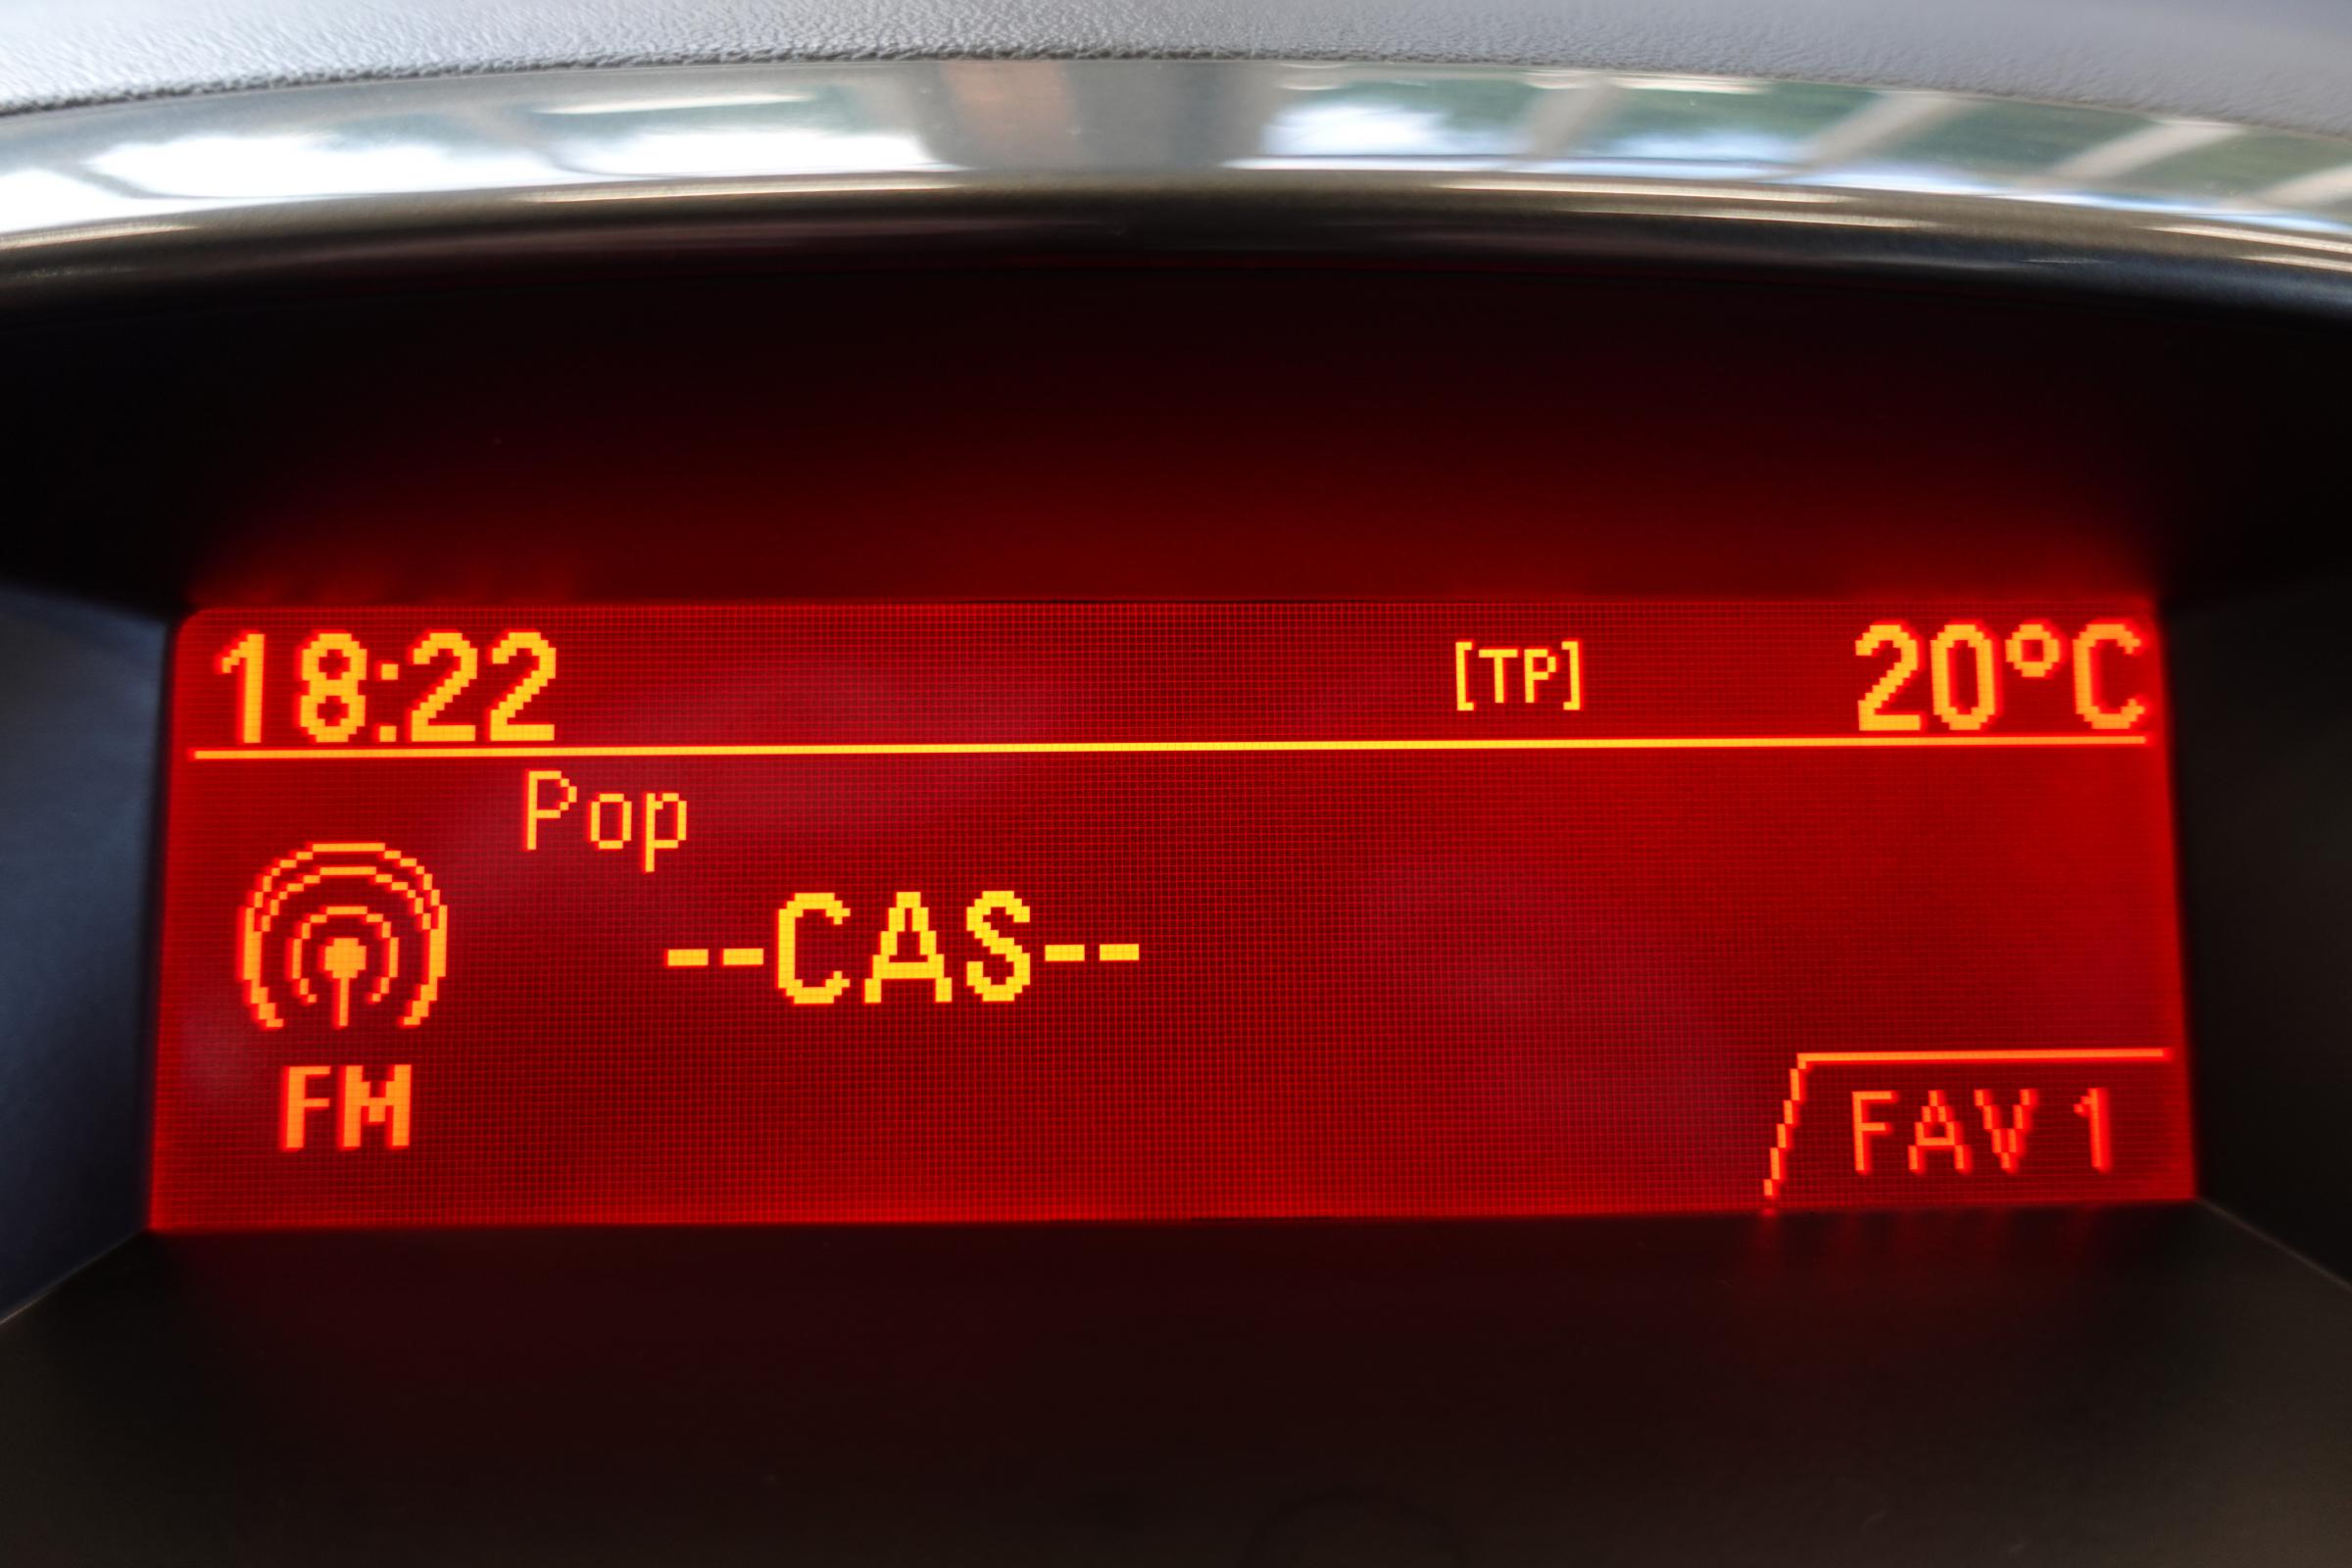 18:22 [TP] 20°C
Pop
--CAS--
FM
FAV 1